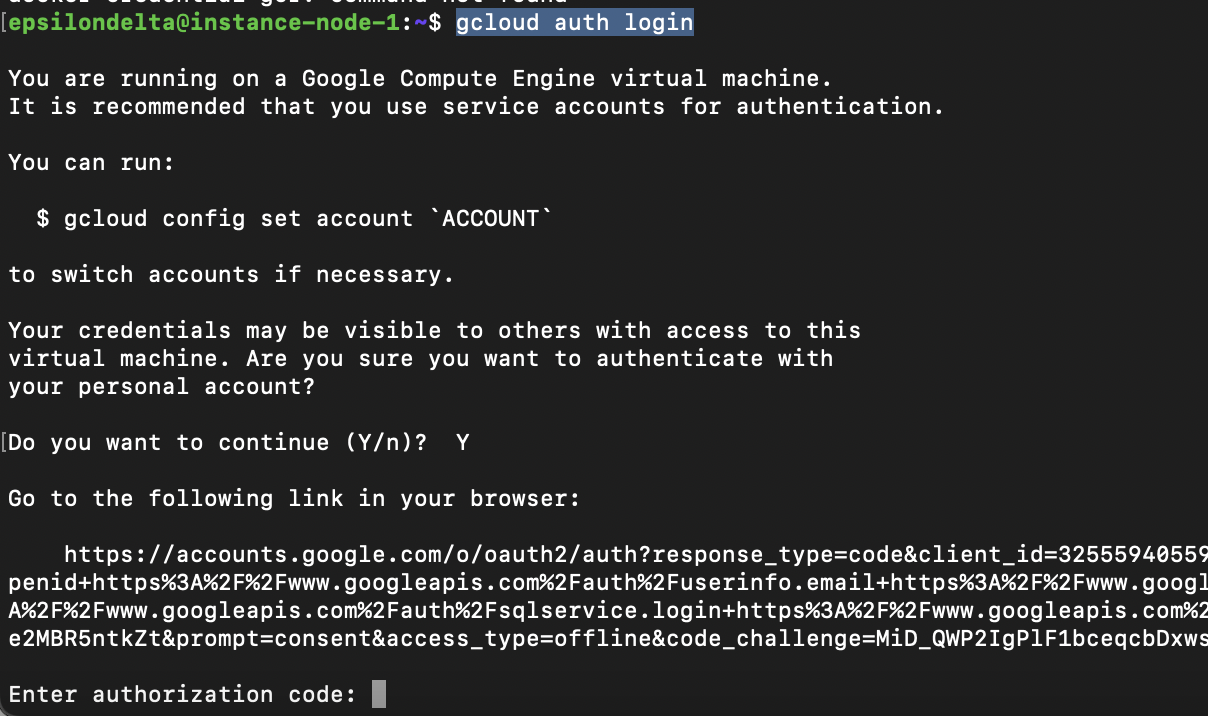 epsilondelta@instance-node-1:~$ gcloud auth login
You are running on a Google Compute Engine virtual machine.
It is recommended that you use service accounts for authentication.
You can run:
$ gcloud config set account `ACCOUNT`
to switch accounts if necessary.
Your credentials may be visible to others with access to this
virtual machine. Are you sure you want to authenticate with
your personal account?
Do you want to continue (Y/n)? Y
Go to the following link in your browser:
https://accounts.google.com/o/oauth2/auth?response_type=code&client_id=32555940559
penid+https%3A%2F%2Fwww.googleapis.com%2Fauth%2Fuserinfo.email+https%3A%2F%2Fwww.googl
A%2F%2Fwww.googleapis.com%2Fauth%2Fsqlservice.login+https%3A%2F%2Fwww.googleapis.com%2
e2MBR5ntkZt&prompt=consent&access_type=offline&code_challenge=MiD_QWP2IgPlF1bceqcbDxws
Enter authorization code: